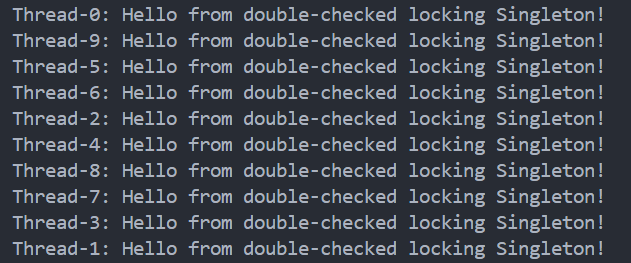 Thread-0: Hello from double-checked locking Singleton!
Thread-9: Hello from double-checked locking Singleton!
Thread-5: Hello from double-checked locking Singleton!
Thread-6: Hello from double-checked locking Singleton!
Thread-2: Hello from double-checked locking Singleton!
Thread-4: Hello from double-checked locking Singleton!
Thread-8: Hello from double-checked locking Singleton!
Thread-7: Hello from double-checked locking Singleton!
Thread-3: Hello from double-checked locking Singleton!
Thread-1: Hello from double-checked locking Singleton!